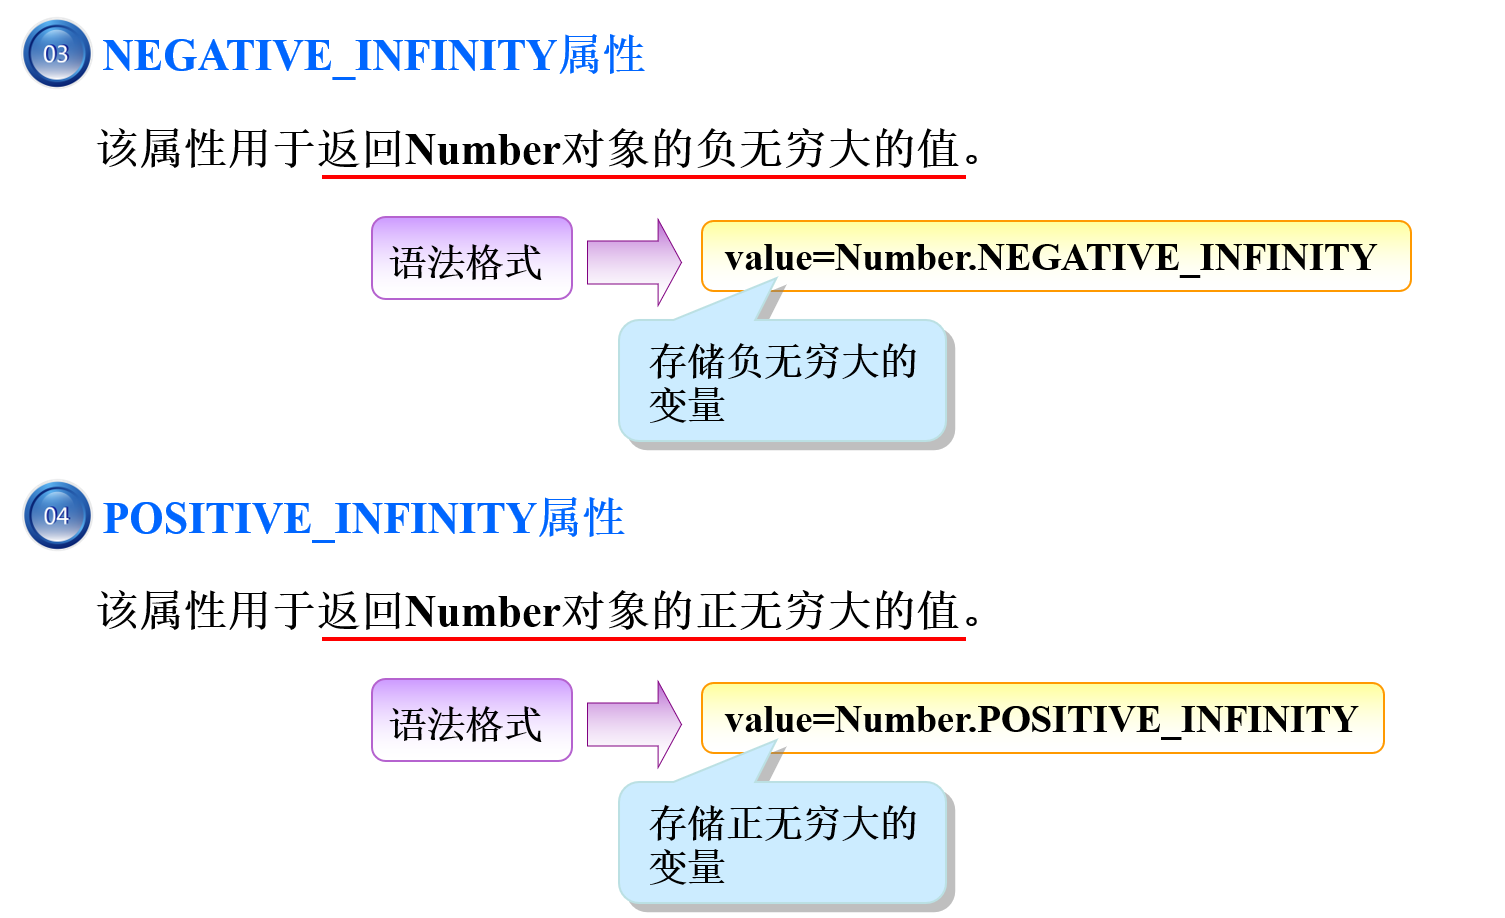 03 NEGATIVE_INFINITY属性
该属性用于返回Number对象的负无穷大的值。
语法格式
value=Number.NEGATIVE_INFINITY
存储负无穷大的
变量
04 POSITIVE_INFINITY属性
该属性用于返回Number对象的正无穷大的值。
语法格式
value=Number.POSITIVE_INFINITY
存储正无穷大的
变量